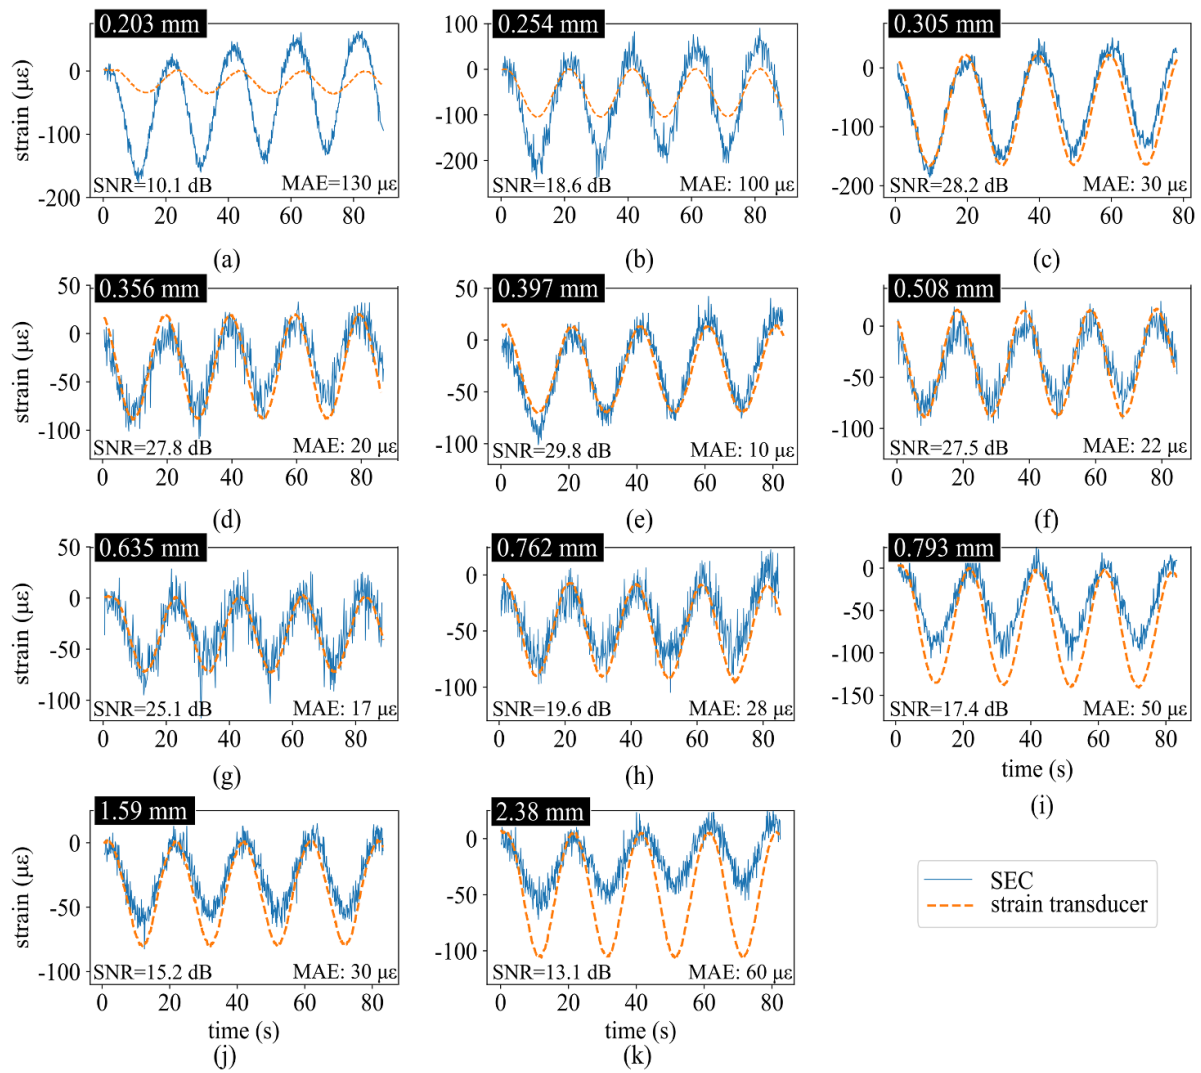 0.203 mm
0
-100
-200
strain (με)
SNR=10.1 dB
MAE=130 με
0 20 40 60 80
(a)
0.254 mm
100
0
-100
-200
SNR=18.6 dB
MAE: 100 με
0 20 40 60 80
(b)
0.305 mm
0
-100
-200
SNR=28.2 dB
MAE: 30 με
0 20 40 60 80
(c)
0.356 mm
50
0
-50
-100
strain (με)
SNR=27.8 dB
MAE: 20 με
0 20 40 60 80
(d)
0.397 mm
50
0
-50
-100
SNR=29.8 dB
MAE: 10 με
0 20 40 60 80
(e)
0.508 mm
50
0
-50
-100
SNR=27.5 dB
MAE: 22 με
0 20 40 60 80
(f)
0.635 mm
50
0
-50
-100
strain (με)
SNR=25.1 dB
MAE: 17 με
0 20 40 60 80
(g)
0.762 mm
0
-50
-100
SNR=19.6 dB
MAE: 28 με
0 20 40 60 80
(h)
0.793 mm
0
-50
-100
-150
SNR=17.4 dB
MAE: 50 με
0 20 40 60 80
time (s)
(i)
1.59 mm
0
-50
-100
strain (με)
SNR=15.2 dB
MAE: 30 με
0 20 40 60 80
time (s)
(j)
2.38 mm
0
-50
-100
SNR=13.1 dB
MAE: 60 με
0 20 40 60 80
time (s)
(k)
SEC
strain transducer